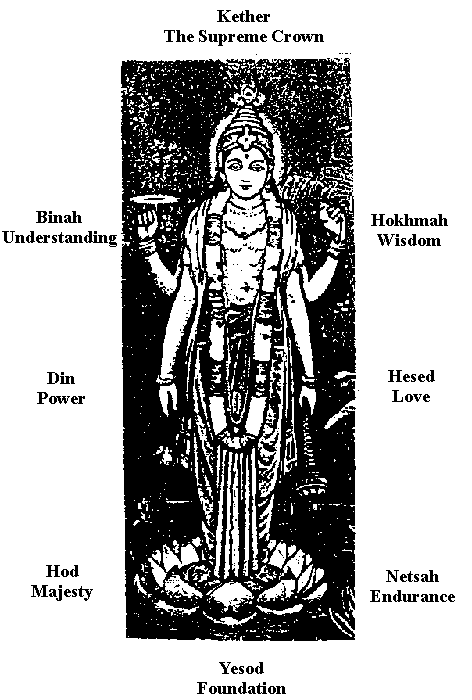 Kether
The Supreme Crown
Binah
Understanding
Hokhmah
Wisdom
Din
Power
Hesed
Love
Hod
Majesty
Netsah
Endurance
Yesod
Foundation